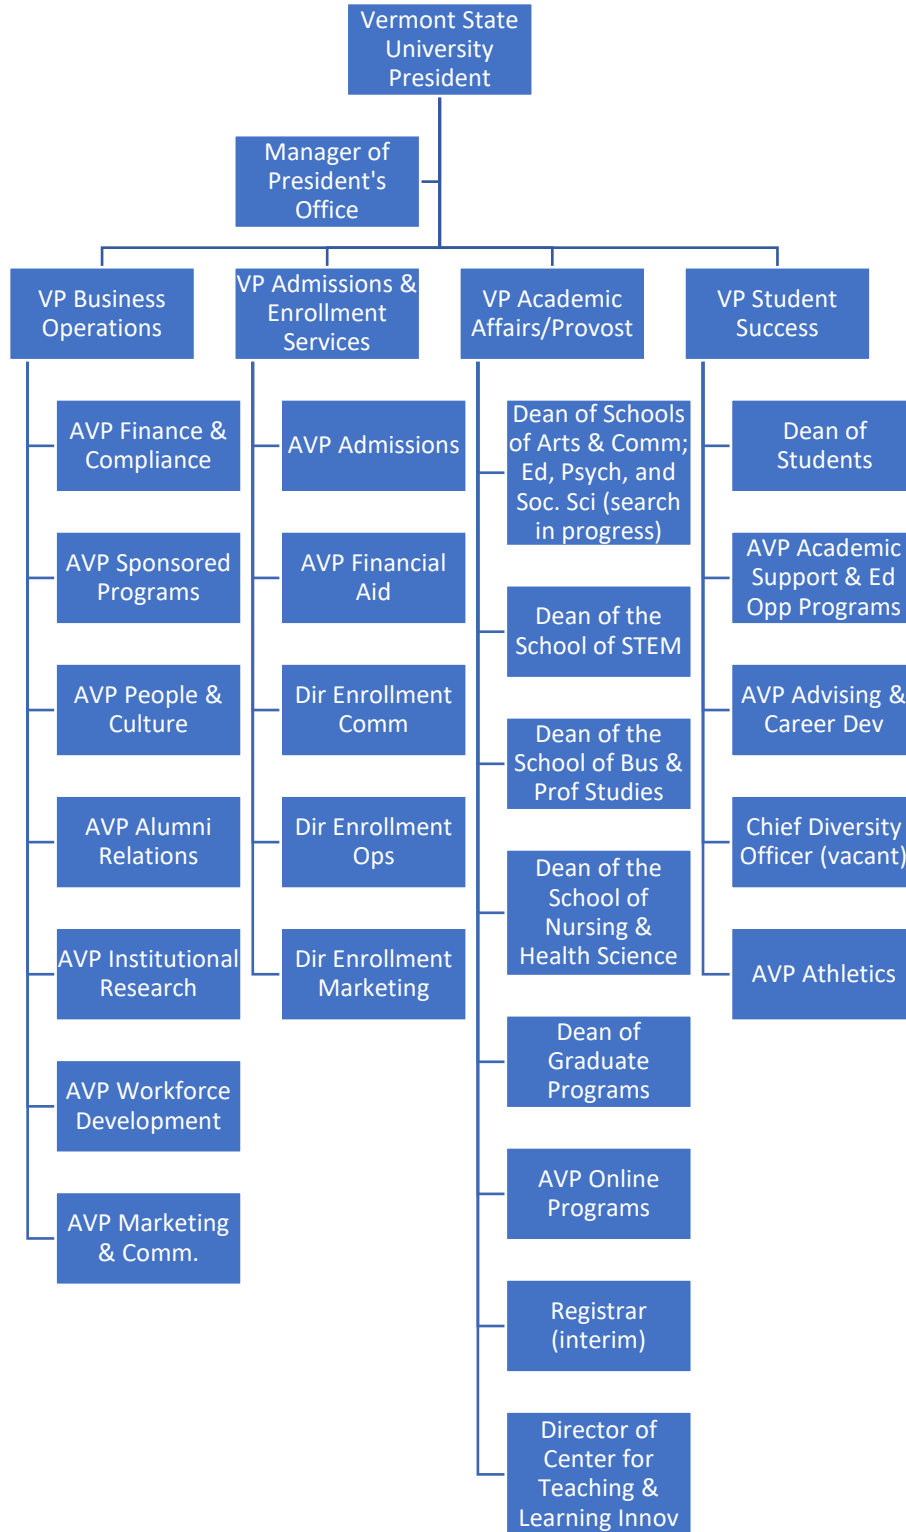 Vermont State
University
President
Manager of
President's
Office
VP Business
Operations
VP Admissions &
Enrollment
Services
VP Academic
Affairs/Provost
VP Student
Success
AVP Finance &
Compliance
AVP Sponsored
Programs
AVP People &
Culture
AVP Alumni
Relations
AVP Institutional
Research
AVP Workforce
Development
AVP Marketing
& Comm.
AVP Admissions
AVP Financial
Aid
Dir Enrollment
Comm
Dir Enrollment
Ops
Dir Enrollment
Marketing
Dean of Schools
of Arts & Comm;
Ed, Psych, and
Soc. Sci (search
in progress)
Dean of the
School of STEM
Dean of the
School of Bus &
Prof Studies
Dean of the
School of
Nursing &
Health Science
Dean of
Graduate
Programs
AVP Online
Programs
Registrar
(interim)
Director of
Center for
Teaching &
Learning Innov
Dean of
Students
AVP Academic
Support & Ed
Opp Programs
AVP Advising &
Career Dev
Chief Diversity
Officer (vacant)
AVP Athletics